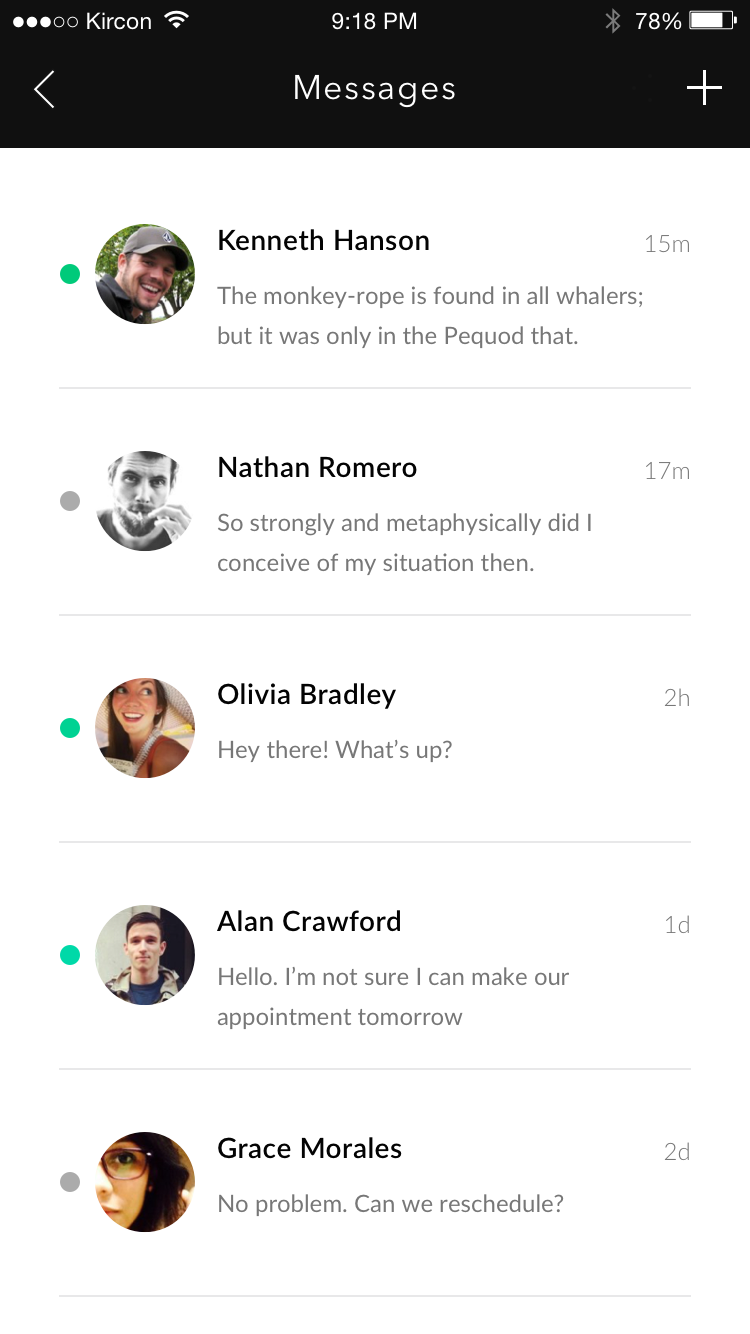 Kircon 9:18 PM 78%
Messages
Kenneth Hanson 15m
The monkey-rope is found in all whalers;
but it was only in the Pequod that.
Nathan Romero 17m
So strongly and metaphysically did I
conceive of my situation then.
Olivia Bradley 2h
Hey there! What’s up?
Alan Crawford 1d
Hello. I’m not sure I can make our
appointment tomorrow
Grace Morales 2d
No problem. Can we reschedule?